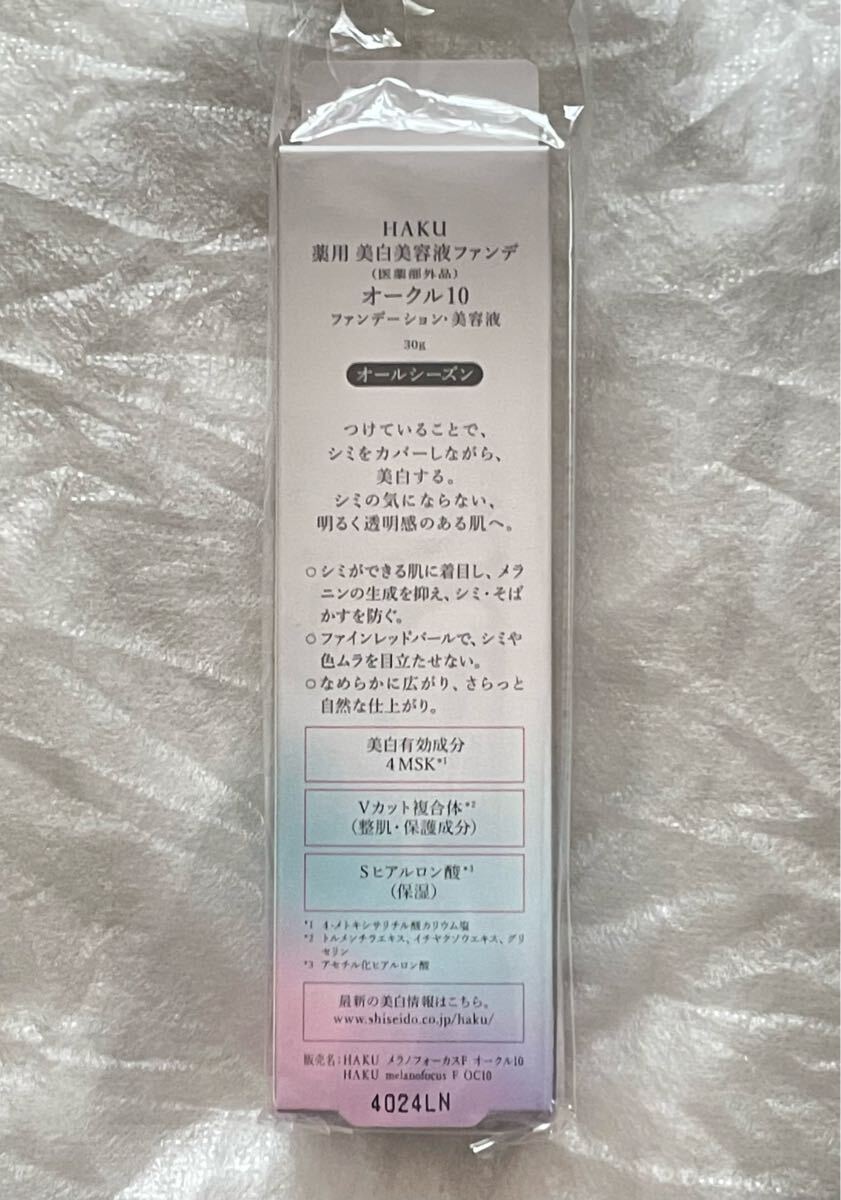 HAKU
薬用 美白美容液ファンデ
(医薬部外品)
オークル10
ファンデーション・美容液
30g
オールシーズン
つけていることで、
シミをカバーしながら、
美白する。
シミの気にならない、
明るく透明感のある肌へ。
○シミができる肌に着目し、メラ
ニンの生成を抑え、シミ・そば
かすを防ぐ。
○ファインレッドパールで、シミや
色ムラを目立たせない。
○なめらかに広がり、さらっと
自然な仕上がり。
美白有効成分
4MSK*1
Vカット複合体*2
(整肌・保護成分)
Sヒアルロン酸*3
(保湿)
*1 4-メトキシサリチル酸カリウム塩
*2 トルメンチラエキス、イチヤクソウエキス、グリ
セリン
*3 アセチル化ヒアルロン酸
最新の美白情報はこちら。
www.shiseido.co.jp/haku/
販売名：HAKU メラノフォーカスF オークル10
HAKU melanofocus F OC10
4024LN